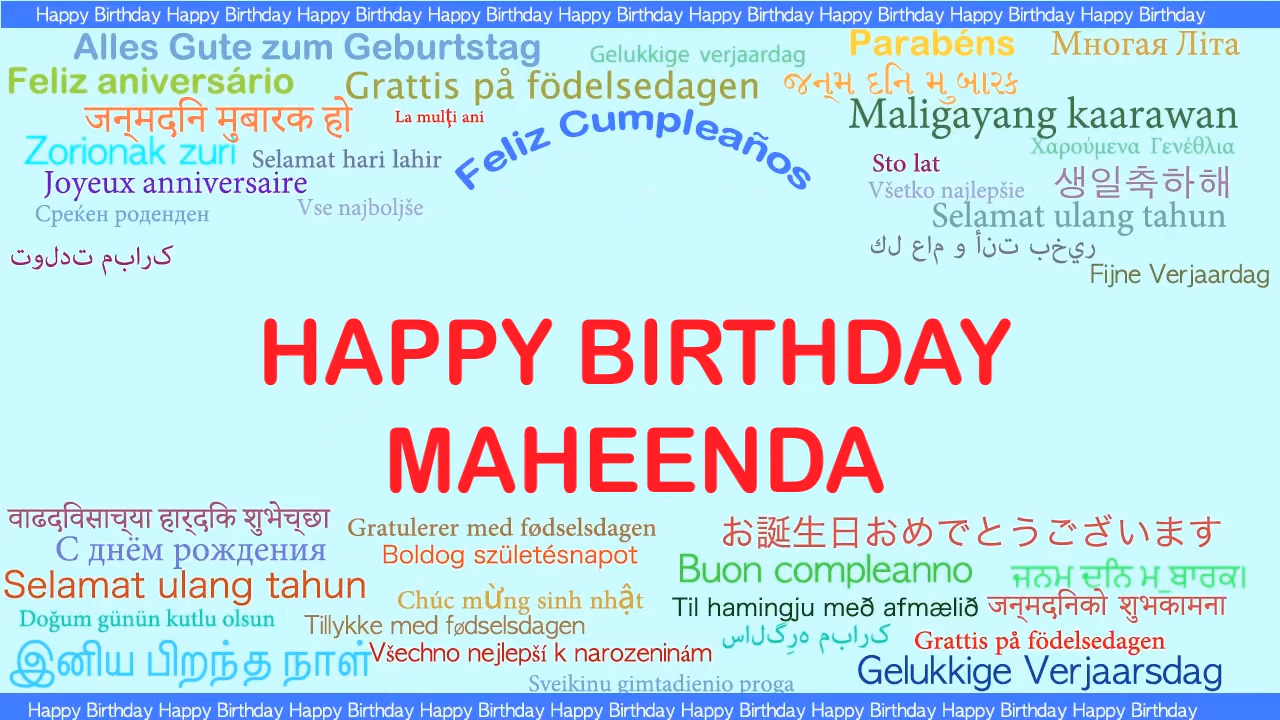 Happy Birthday Happy Birthday Happy Birthday Happy Birthday Happy Birthday Happy Birthday Happy Birthday Happy Birthday Happy Birthday
Alles Gute zum Geburtstag
Gelukkige verjaardag
Parabéns
Многая Літа
Feliz aniversário
Grattis på födelsedagen
જન્મ દનિ મુબારક
जन्मदनि मुबारक हो
La mulţi ani
Feliz Cumpleaños
Maligayang kaarawan
Zorionak zuri
Selamat hari lahir
Χαρούμενα Γενέθλια
Sto lat
Joyeux anniversaire
Všetko najlepšie
생일축하해
Среќен роденден
Vse najboljše
Selamat ulang tahun
تولدت مبارک
كل عام و أنت بخير
Fijne Verjaardag
HAPPY BIRTHDAY
MAHEENDA
वाढदविसाच्या हार्दकि शुभेच्छा
Gratulerer med fødselsdagen
お誕生日おめでとうございます
С днём рождения
Boldog születésnapot
Buon compleanno
ਜਨਮ ਦਨਿ ਮੁਬਾਰਕ।
Selamat ulang tahun
Chúc mừng sinh nhật
Til hamingju með afmælið
जन्मदनिको शुभकामना
Doğum günün kutlu olsun
Tillykke med fødselsdagen
سالگرہ مبارک
Grattis på födelsedagen
இனிய பிறந்த நாள்
Všechno nejlepší k narozeninám
Gelukkige Verjaarsdag
Sveikinu gimtadienio proga
Happy Birthday Happy Birthday Happy Birthday Happy Birthday Happy Birthday Happy Birthday Happy Birthday Happy Birthday Happy Birthday